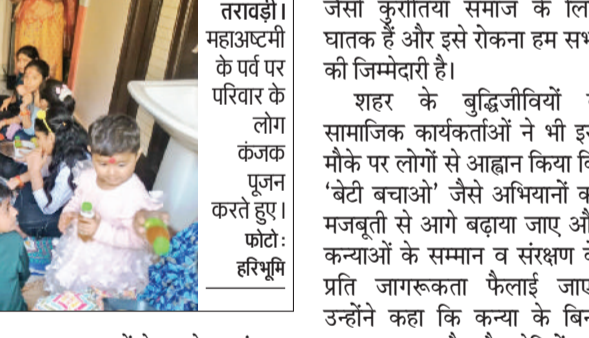 तरावड़ी।
महाअष्टमी
के पर्व पर
परिवार के
लोग
कंजक
पूजन
करते हुए।
फोटो:
हरिभूमि
जैसी कुरीतियां समाज के
घातक हैं और इसे रोकना हम
की जिम्मेदारी है।
शहर के बुद्धिजीवियों
सामाजिक कार्यकर्ताओं ने भी
मौके पर लोगों से आह्वान किया
‘बेटी बचाओ’ जैसे अभियानों
मजबूती से आगे बढ़ाया जाए
कन्याओं के सम्मान व संरक्षण
प्रति जागरूकता फैलाई जाए
उन्होंने कहा कि कन्या के